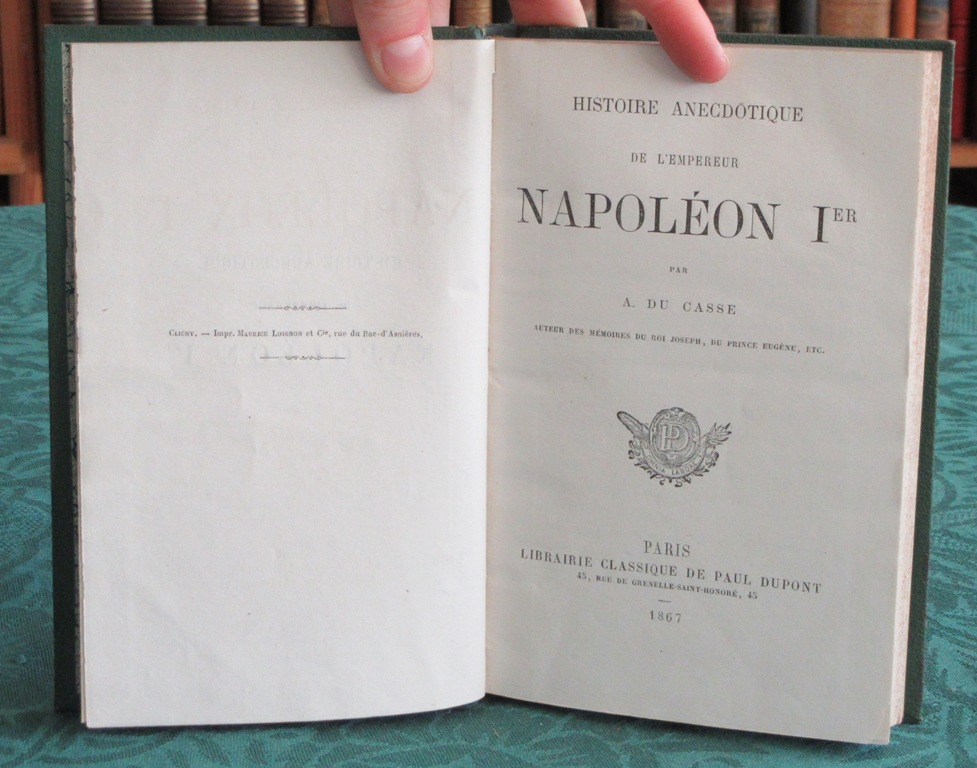 CLICHY. — Impr. MAURICE LOIGNON et Cie, rue du Bac-d'Asnières,
HISTOIRE ANECDOTIQUE
DE L'EMPEREUR
NAPOLÉON IER
PAR
A. DU CASSE
AUTEUR DES MÉMOIRES DU ROI JOSEPH, DU PRINCE EUGÈNE, ETC.
PD
OMNIA LABORE
PARIS
LIBRAIRIE CLASSIQUE DE PAUL DUPONT
45, RUE DE GRENELLE-SAINT-HONORÉ, 45
1867